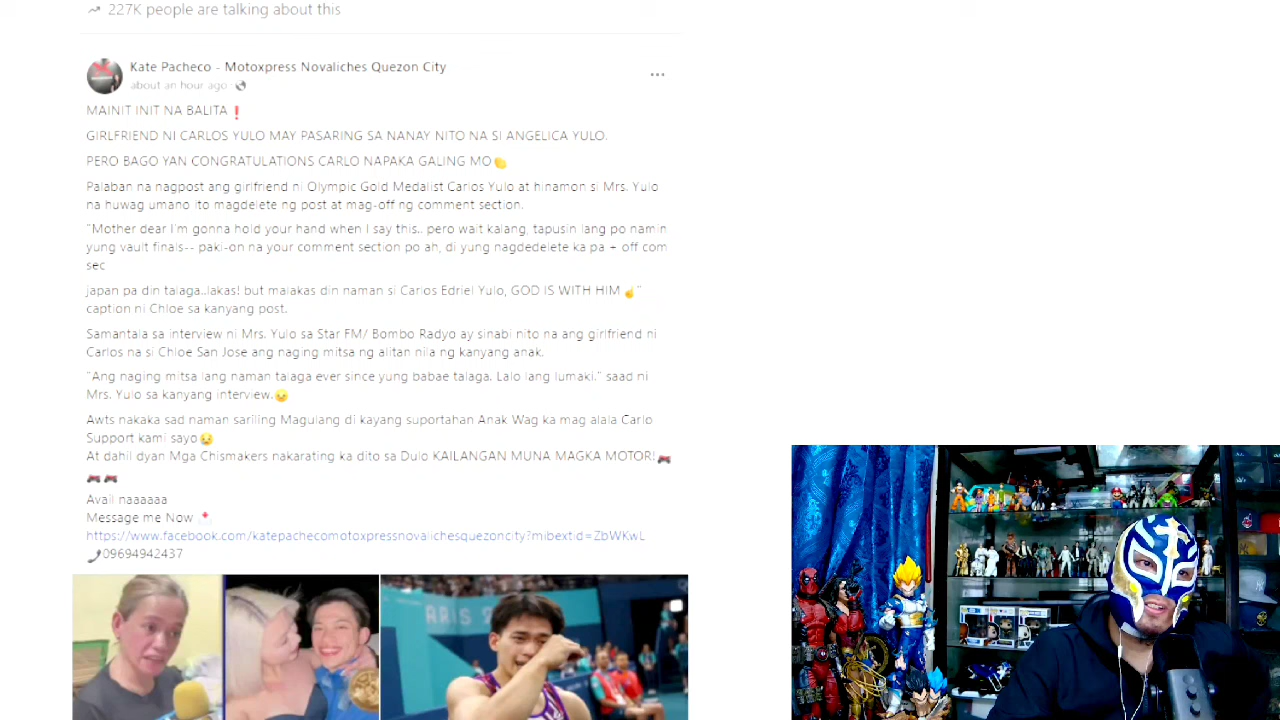 227K people are talking about this
Kate Pacheco - Motoxpress Novaliches Quezon City
about an hour ago
MAINIT INIT NA BALITA❗
GIRLFRIEND NI CARLOS YULO MAY PASARING SA NANAY NITO NA SI ANGELICA YULO.
PERO BAGO YAN CONGRATULATIONS CARLO NAPAKA GALING MO👏
Palaban na nagpost ang girlfriend ni Olympic Gold Medalist Carlos Yulo at hinamon si Mrs. Yulo
na huwag umano ito magdelete ng post at mag-off ng comment section.
"Mother dear I'm gonna hold your hand when I say this.. pero wait kalang, tapusin lang po namin
yung vault finals-- paki-on na your comment section po ah, di yung nagdedelete ka pa + off com
sec
japan pa din talaga..lakas! but malakas din naman si Carlos Edriel Yulo, GOD IS WITH HIM☝"
caption ni Chloe sa kanyang post.
Samantala sa interview ni Mrs. Yulo sa Star FM/ Bombo Radyo ay sinabi nito na ang girlfriend ni
Carlos na si Chloe San Jose ang naging mitsa ng alitan nila ng kanyang anak.
"Ang naging mitsa lang naman talaga ever since yung babae talaga. Lalo lang lumaki." saad ni
Mrs. Yulo sa kanyang interview.
Awts nakaka sad naman sariling Magulang di kayang suportahan Anak Wag ka mag alala Carlo
Support kami sayo😢
At dahil dyan Mga Chismakers nakarating ka dito sa Dulo KAILANGAN MUNA MAGKA MOTOR!🎮
🎮🎮
Avail naaaaaa
Message me Now📍
https://www.facebook.com/katepachecomotoxpressnovalichesquezoncity?mibextid=ZbWKwL
09694942437